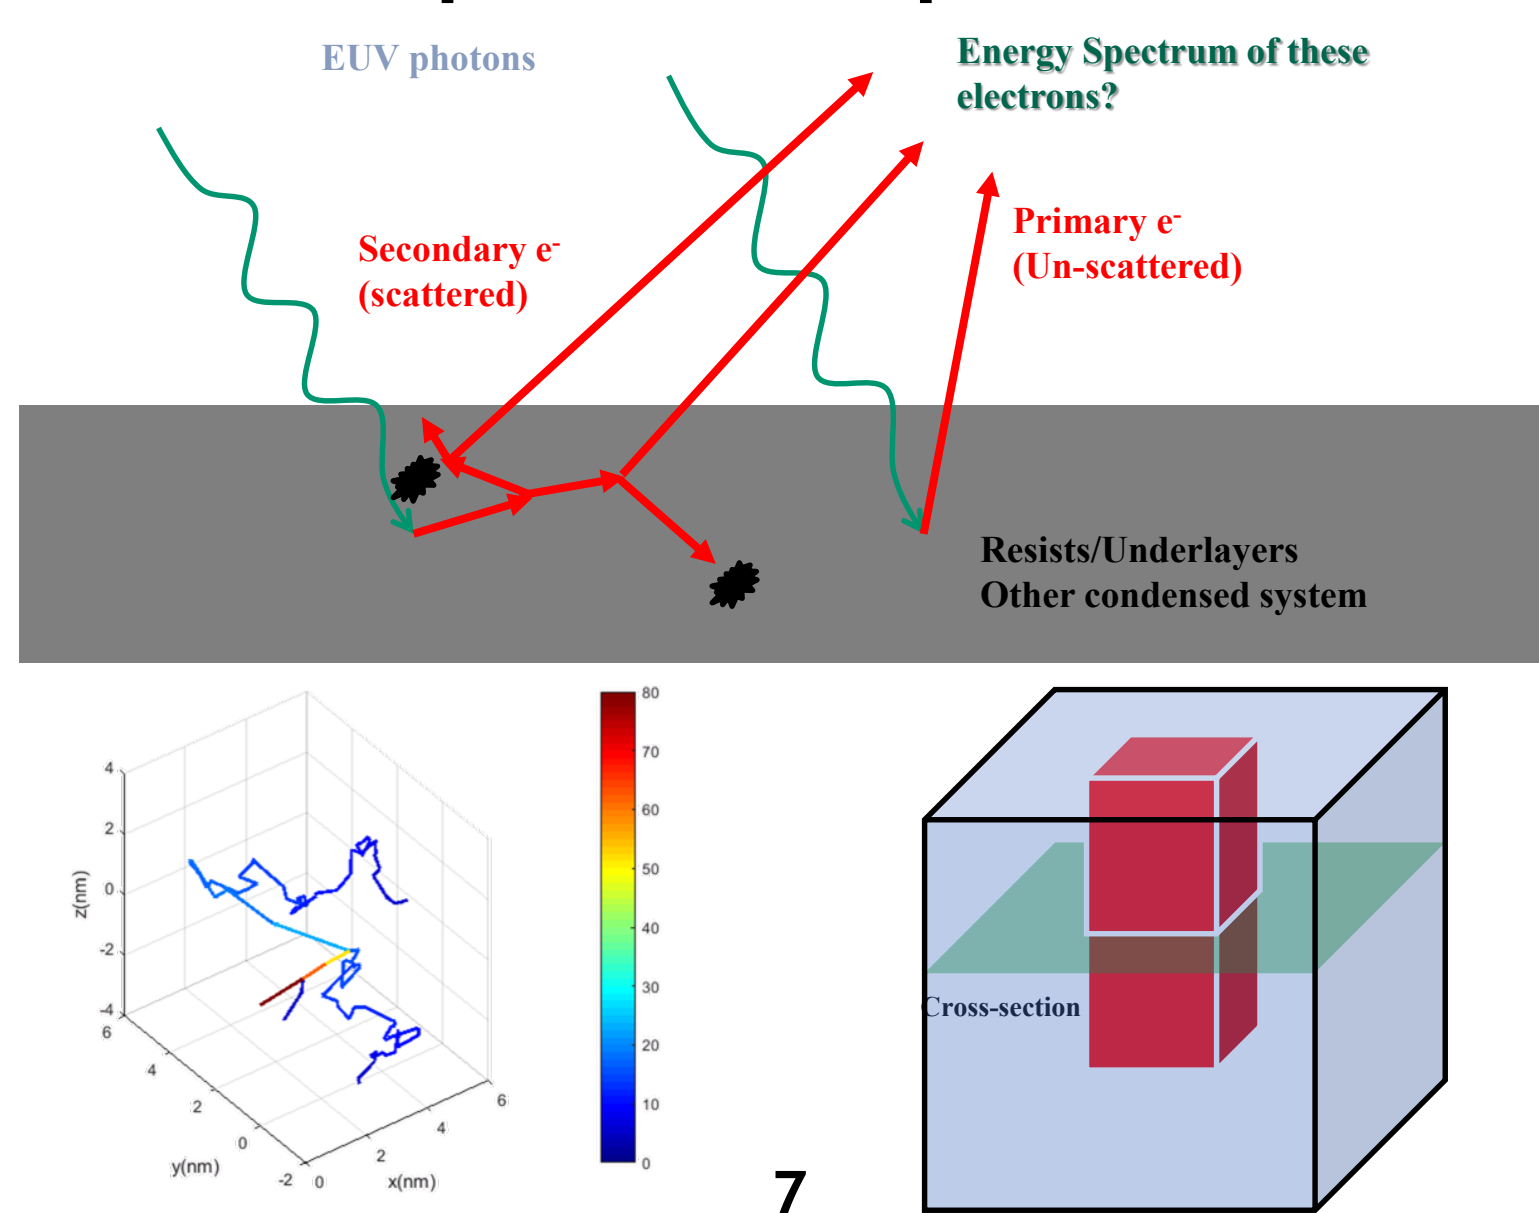 EUV photons
Energy Spectrum of these
electrons?
Secondary e-
(scattered)
Primary e-
(Un-scattered)
Resists/Underlayers
Other condensed system
4
2
0
-2
-4
z(nm)
6
4
2
0
-2
y(nm)
0
2
4
6
x(nm)
80
70
60
50
40
30
20
10
0
Cross-section
7